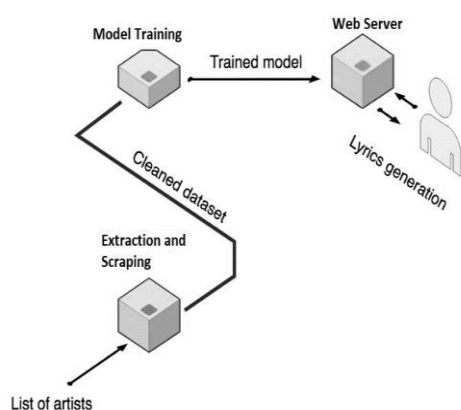 Model Training
Web Server
Trained model
Lyrics generation
Cleaned dataset
Extraction and
Scraping
List of artists